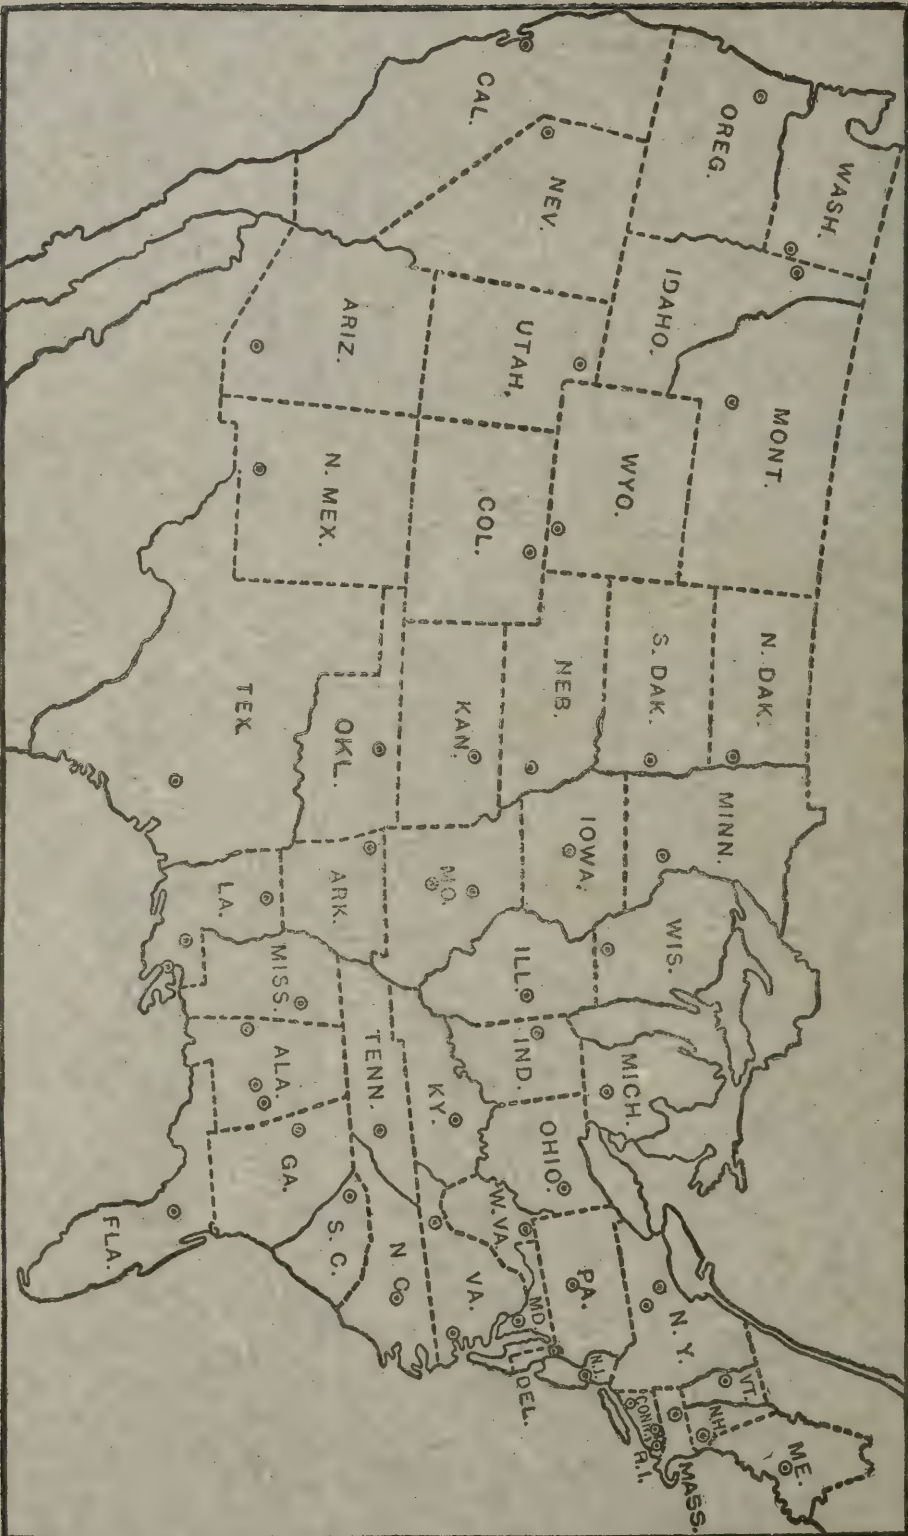 WASH.
OREG.
CAL.
NEV.
IDAHO.
MONT.
WYO.
UTAH,
COL.
ARIZ.
N. MEX.
N. DAK.
S. DAK.
NEB.
KAN.
OKL.
TEX.
MINN.
IOWA.
MO.
ARK.
LA.
WIS.
ILL.
MICH.
IND.
OHIO.
KY.
TENN.
MISS.
ALA.
GA.
FLA.
S. C.
N. C.
VA.
W.VA.
MD.
DEL.
PA.
N.J.
N. Y.
CONN.
R.I.
MASS.
VT.
N.H.
ME.